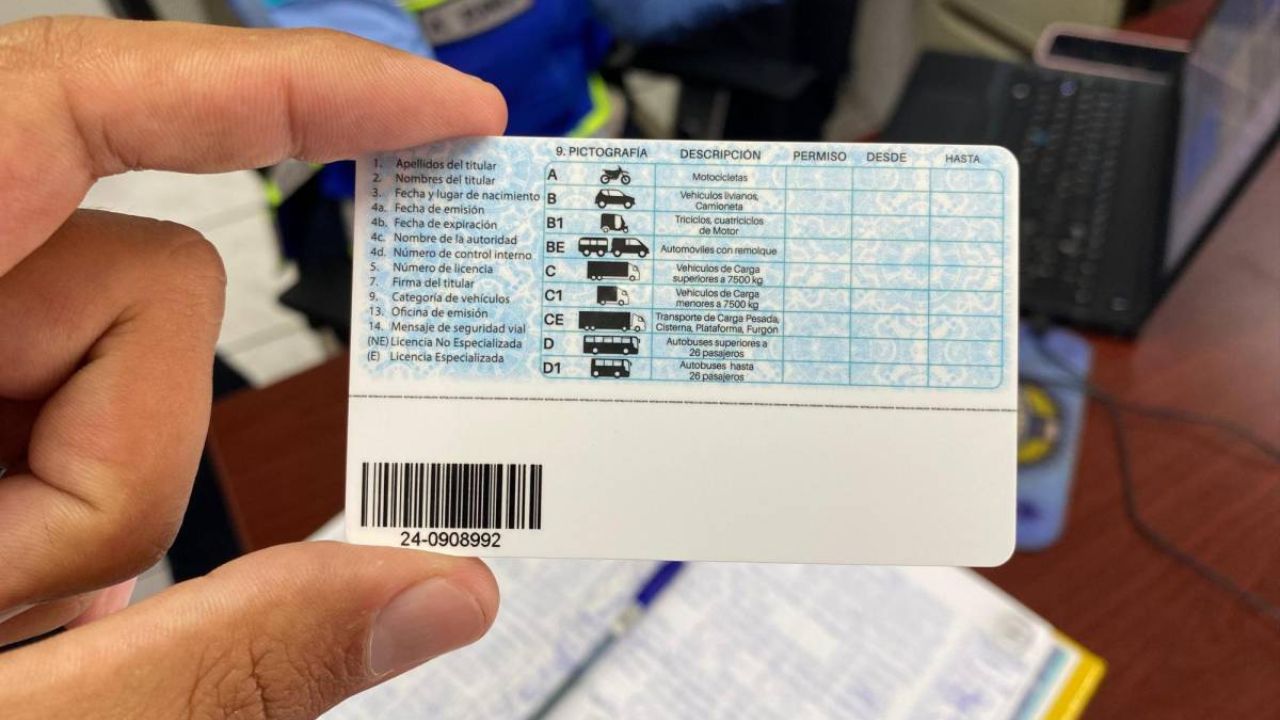 1. Apellidos del titular
2. Nombres del titular
3. Fecha y lugar de nacimiento
4a. Fecha de emisión
4b. Fecha de expiración
4c. Nombre de la autoridad
4d. Número de control interno
5. Número de licencia
7. Firma del titular
9. Categoría de vehículos
13. Oficina de emisión
14. Mensaje de seguridad vial
(NE) Licencia No Especializada
(E) Licencia Especializada
9. PICTOGRAFÍA DESCRIPCIÓN PERMISO DESDE HASTA
A Motocicletas
B Vehículos livianos,
Camioneta
B1 Triciclos, cuatriciclos
de Motor
BE Automoviles con remolque
C Vehículos de Carga
superiores a 7500 kg
C1 Vehículos de Carga
menores a 7500 kg
CE Transporte de Carga Pesada,
Cisterna, Plataforma, Furgón
D Autobuses superiores a
26 pasajeros
D1 Autobuses hasta
26 pasajeros
24-0908992